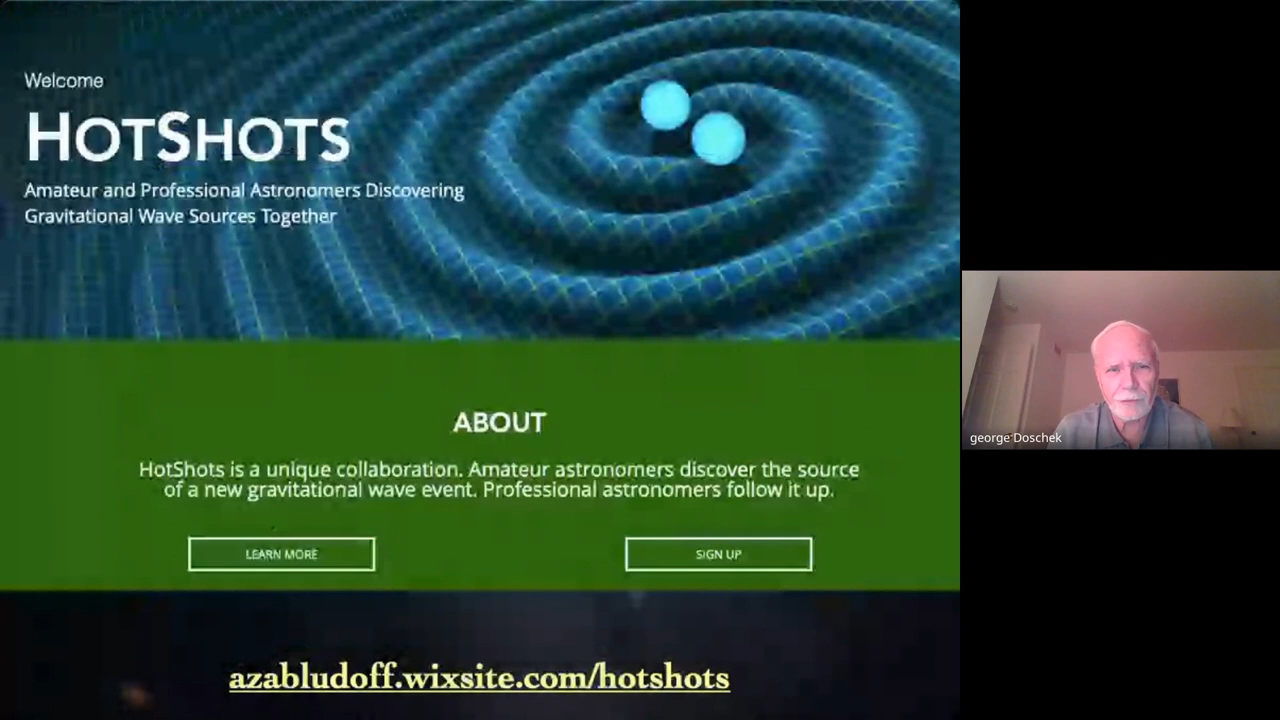 Welcome
HOTSHOTS
Amateur and Professional Astronomers Discovering
Gravitational Wave Sources Together
ABOUT
HotShots is a unique collaboration. Amateur astronomers discover the source
of a new gravitational wave event. Professional astronomers follow it up.
LEARN MORE
SIGN UP
azabludoff.wixsite.com/hotshots
george Doschek